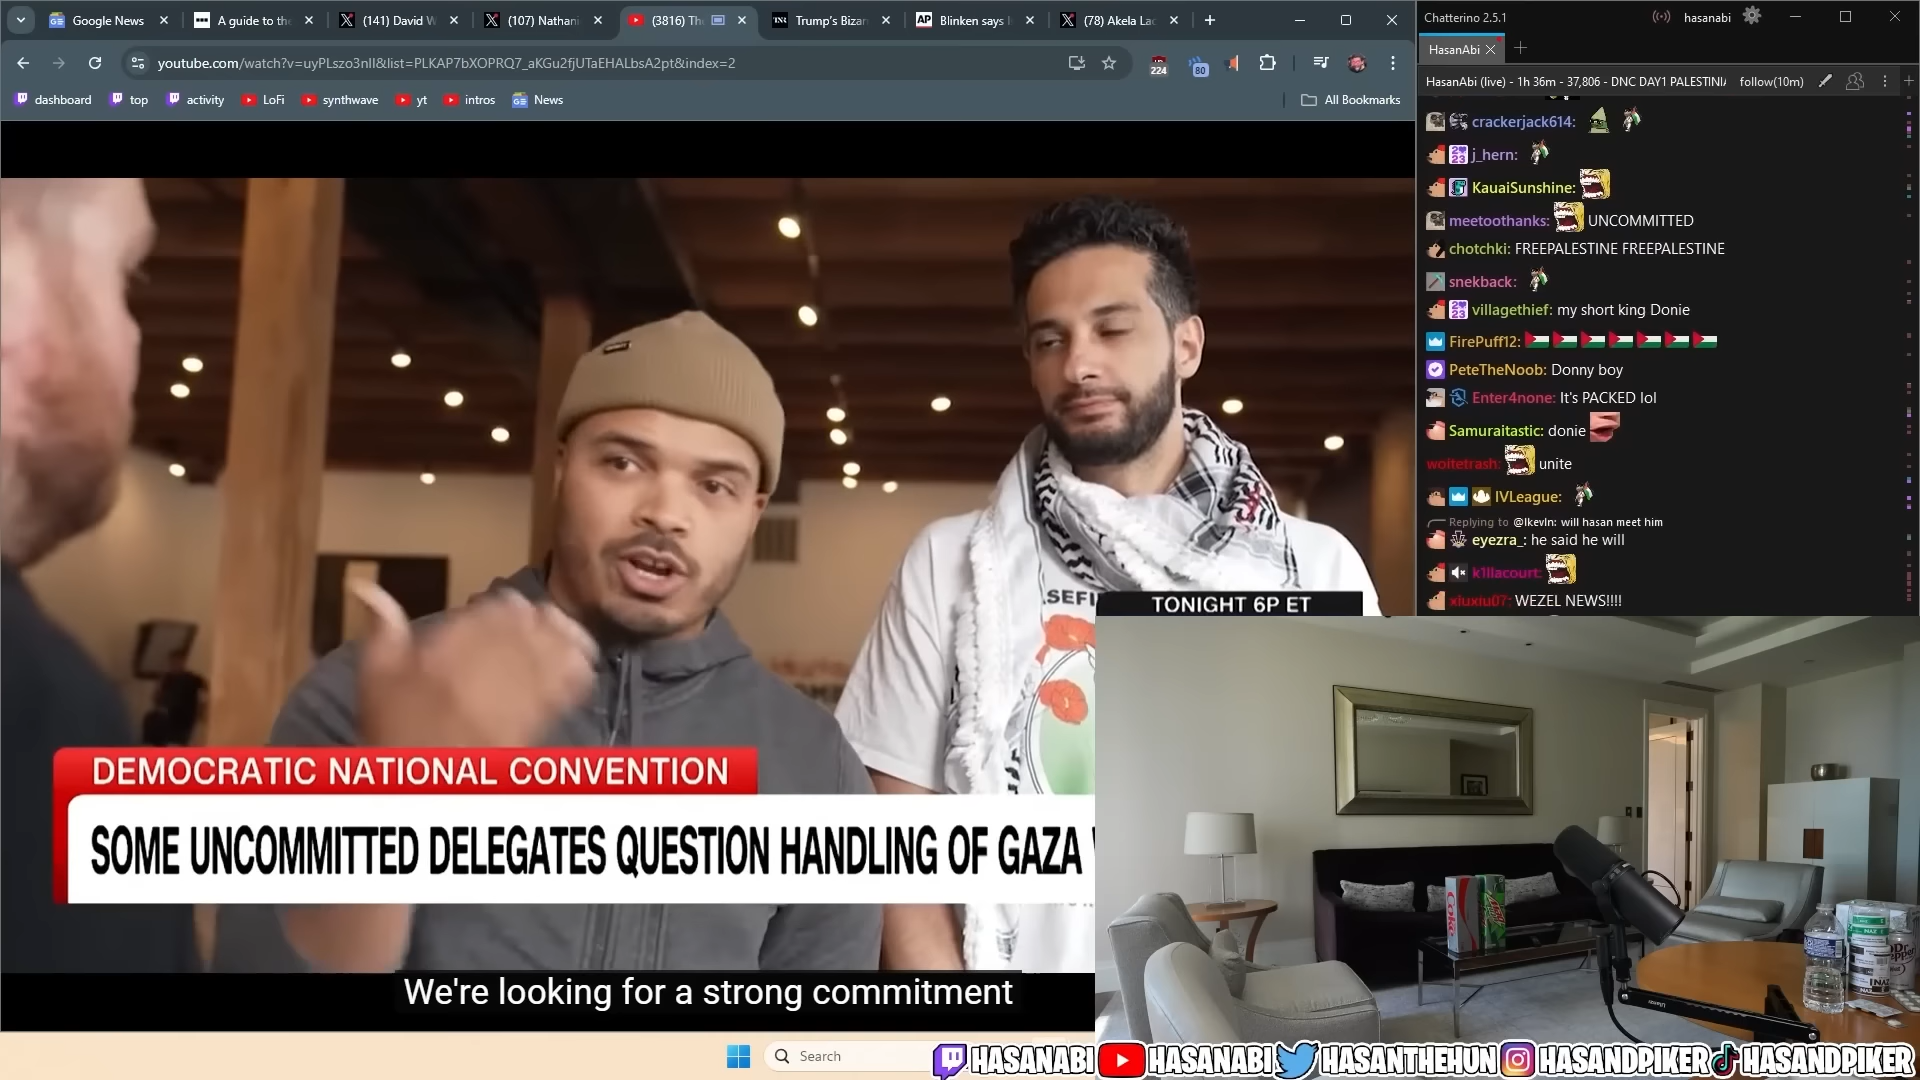 Google News
A guide to the
(141) David W
(107) Nathani
(3816) Th
Trump's Bizar
Blinken says I
(78) Akela Lac
youtube.com/watch?v=uyPLszo3nII&list=PLKAP7bXOPRQ7_aKGu2fjUTaEHALbsA2pt&index=2
224
80
dashboard
top
activity
LoFi
synthwave
yt
intros
News
All Bookmarks
TONIGHT 6P ET
DEMOCRATIC NATIONAL CONVENTION
SOME UNCOMMITTED DELEGATES QUESTION HANDLING OF GAZA
We're looking for a strong commitment
Search
Chatterino 2.5.1
hasanabi
HasanAbi
HasanAbi (live) - 1h 36m - 37,806 - DNC DAY1 PALESTINI
follow(10m)
crackerjack614:
j_hern:
KauaiSunshine:
meetoothanks: UNCOMMITTED
chotchki: FREEPALESTINE FREEPALESTINE
snekback:
villagethief: my short king Donie
FirePuff12:
PeteTheNoob: Donny boy
Enter4none: It's PACKED lol
Samuraitastic: donie
woitetrash: unite
IVLeague:
Replying to @lkevln: will hasan meet him
eyezra_: he said he will
k1llacourt:
xiuxiu07: WEZEL NEWS!!!!
HASANABI
HASANABI
HASANTHEHUN
HASANDPIKER
HASANDPIKER